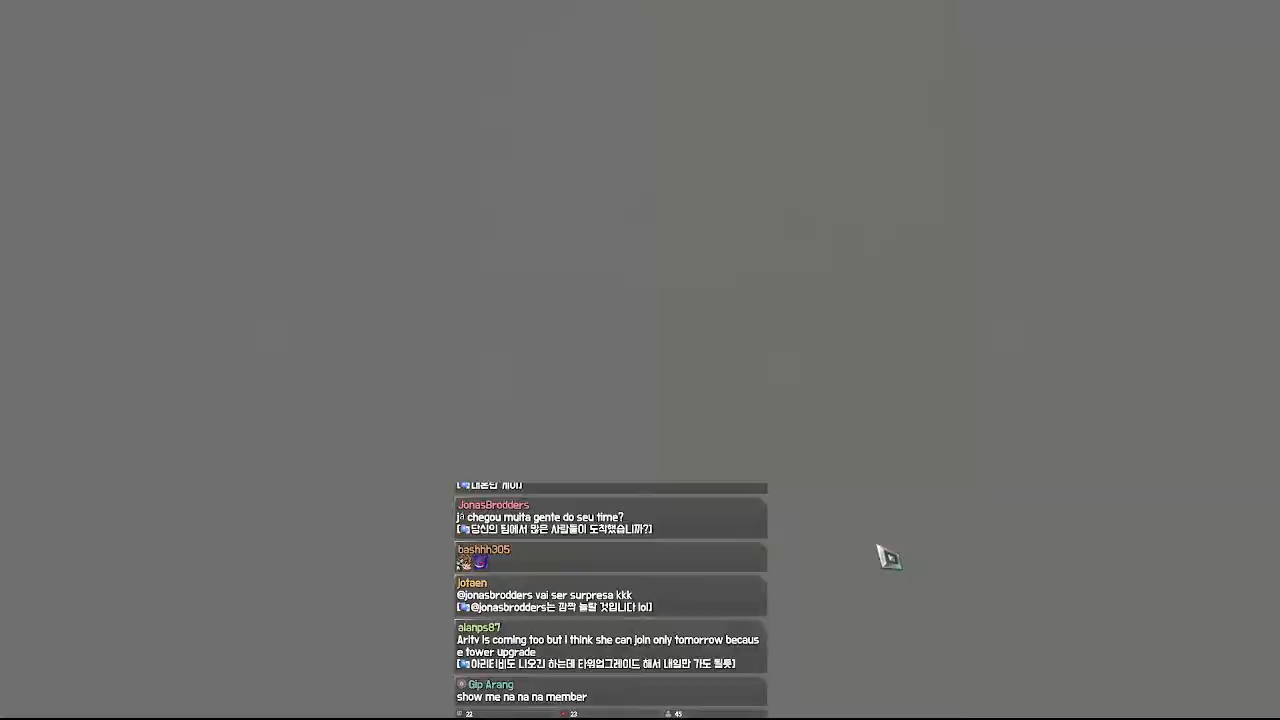 JonasBrodders
já chegou muita gente do seu time?
[당신의 팀에서 많은 사람들이 도착했습니까?]
bashhh305
jotaen
@jonasbrodders vai ser surpresa kkk
[@jonasbrodders는 깜짝 놀랄 것입니다 lol]
alanps87
Aritv is coming too but i think she can join only tomorrow becaus
e tower upgrade
[아리티비도 나오긴 하는데 타워업그레이드 해서 내일만 가도 될듯]
Gip Arang
show me na na na member
22 23 45